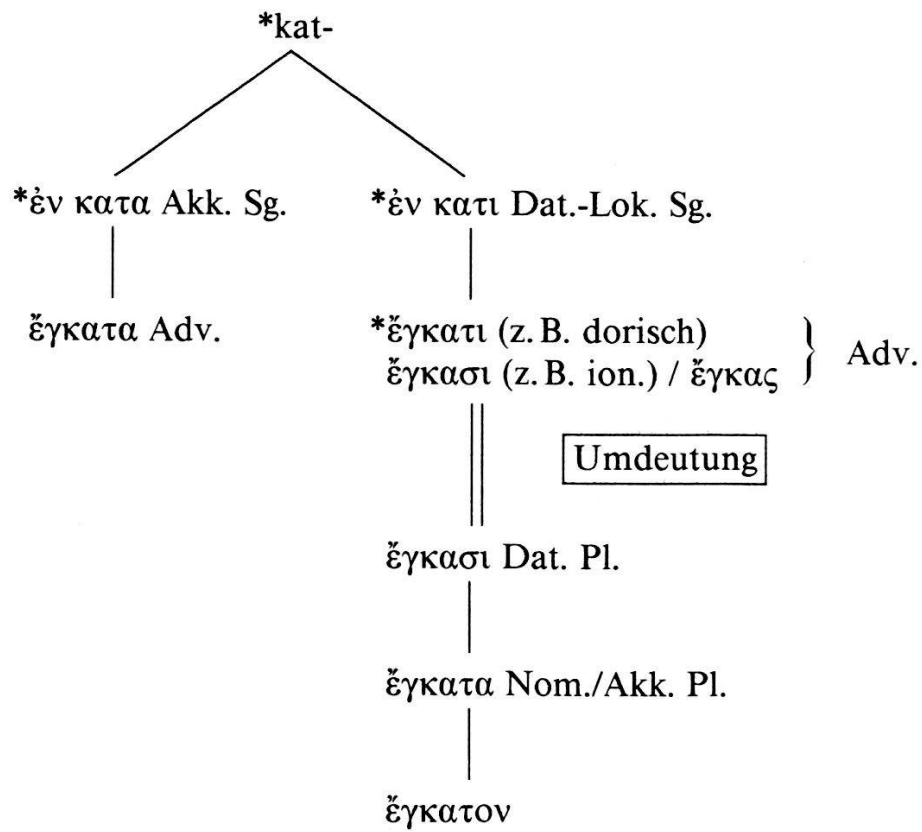 *kat-
*ἐν κατα Akk. Sg. *ἐν κατι Dat.-Lok. Sg.
ἔγκατα Adv. *ἔγκατι (z. B. dorisch)
ἔγκασι (z. B. ion.) / ἔγκας } Adv.
Umdeutung
ἔγκασι Dat. Pl.
ἔγκατα Nom./Akk. Pl.
ἔγκατον